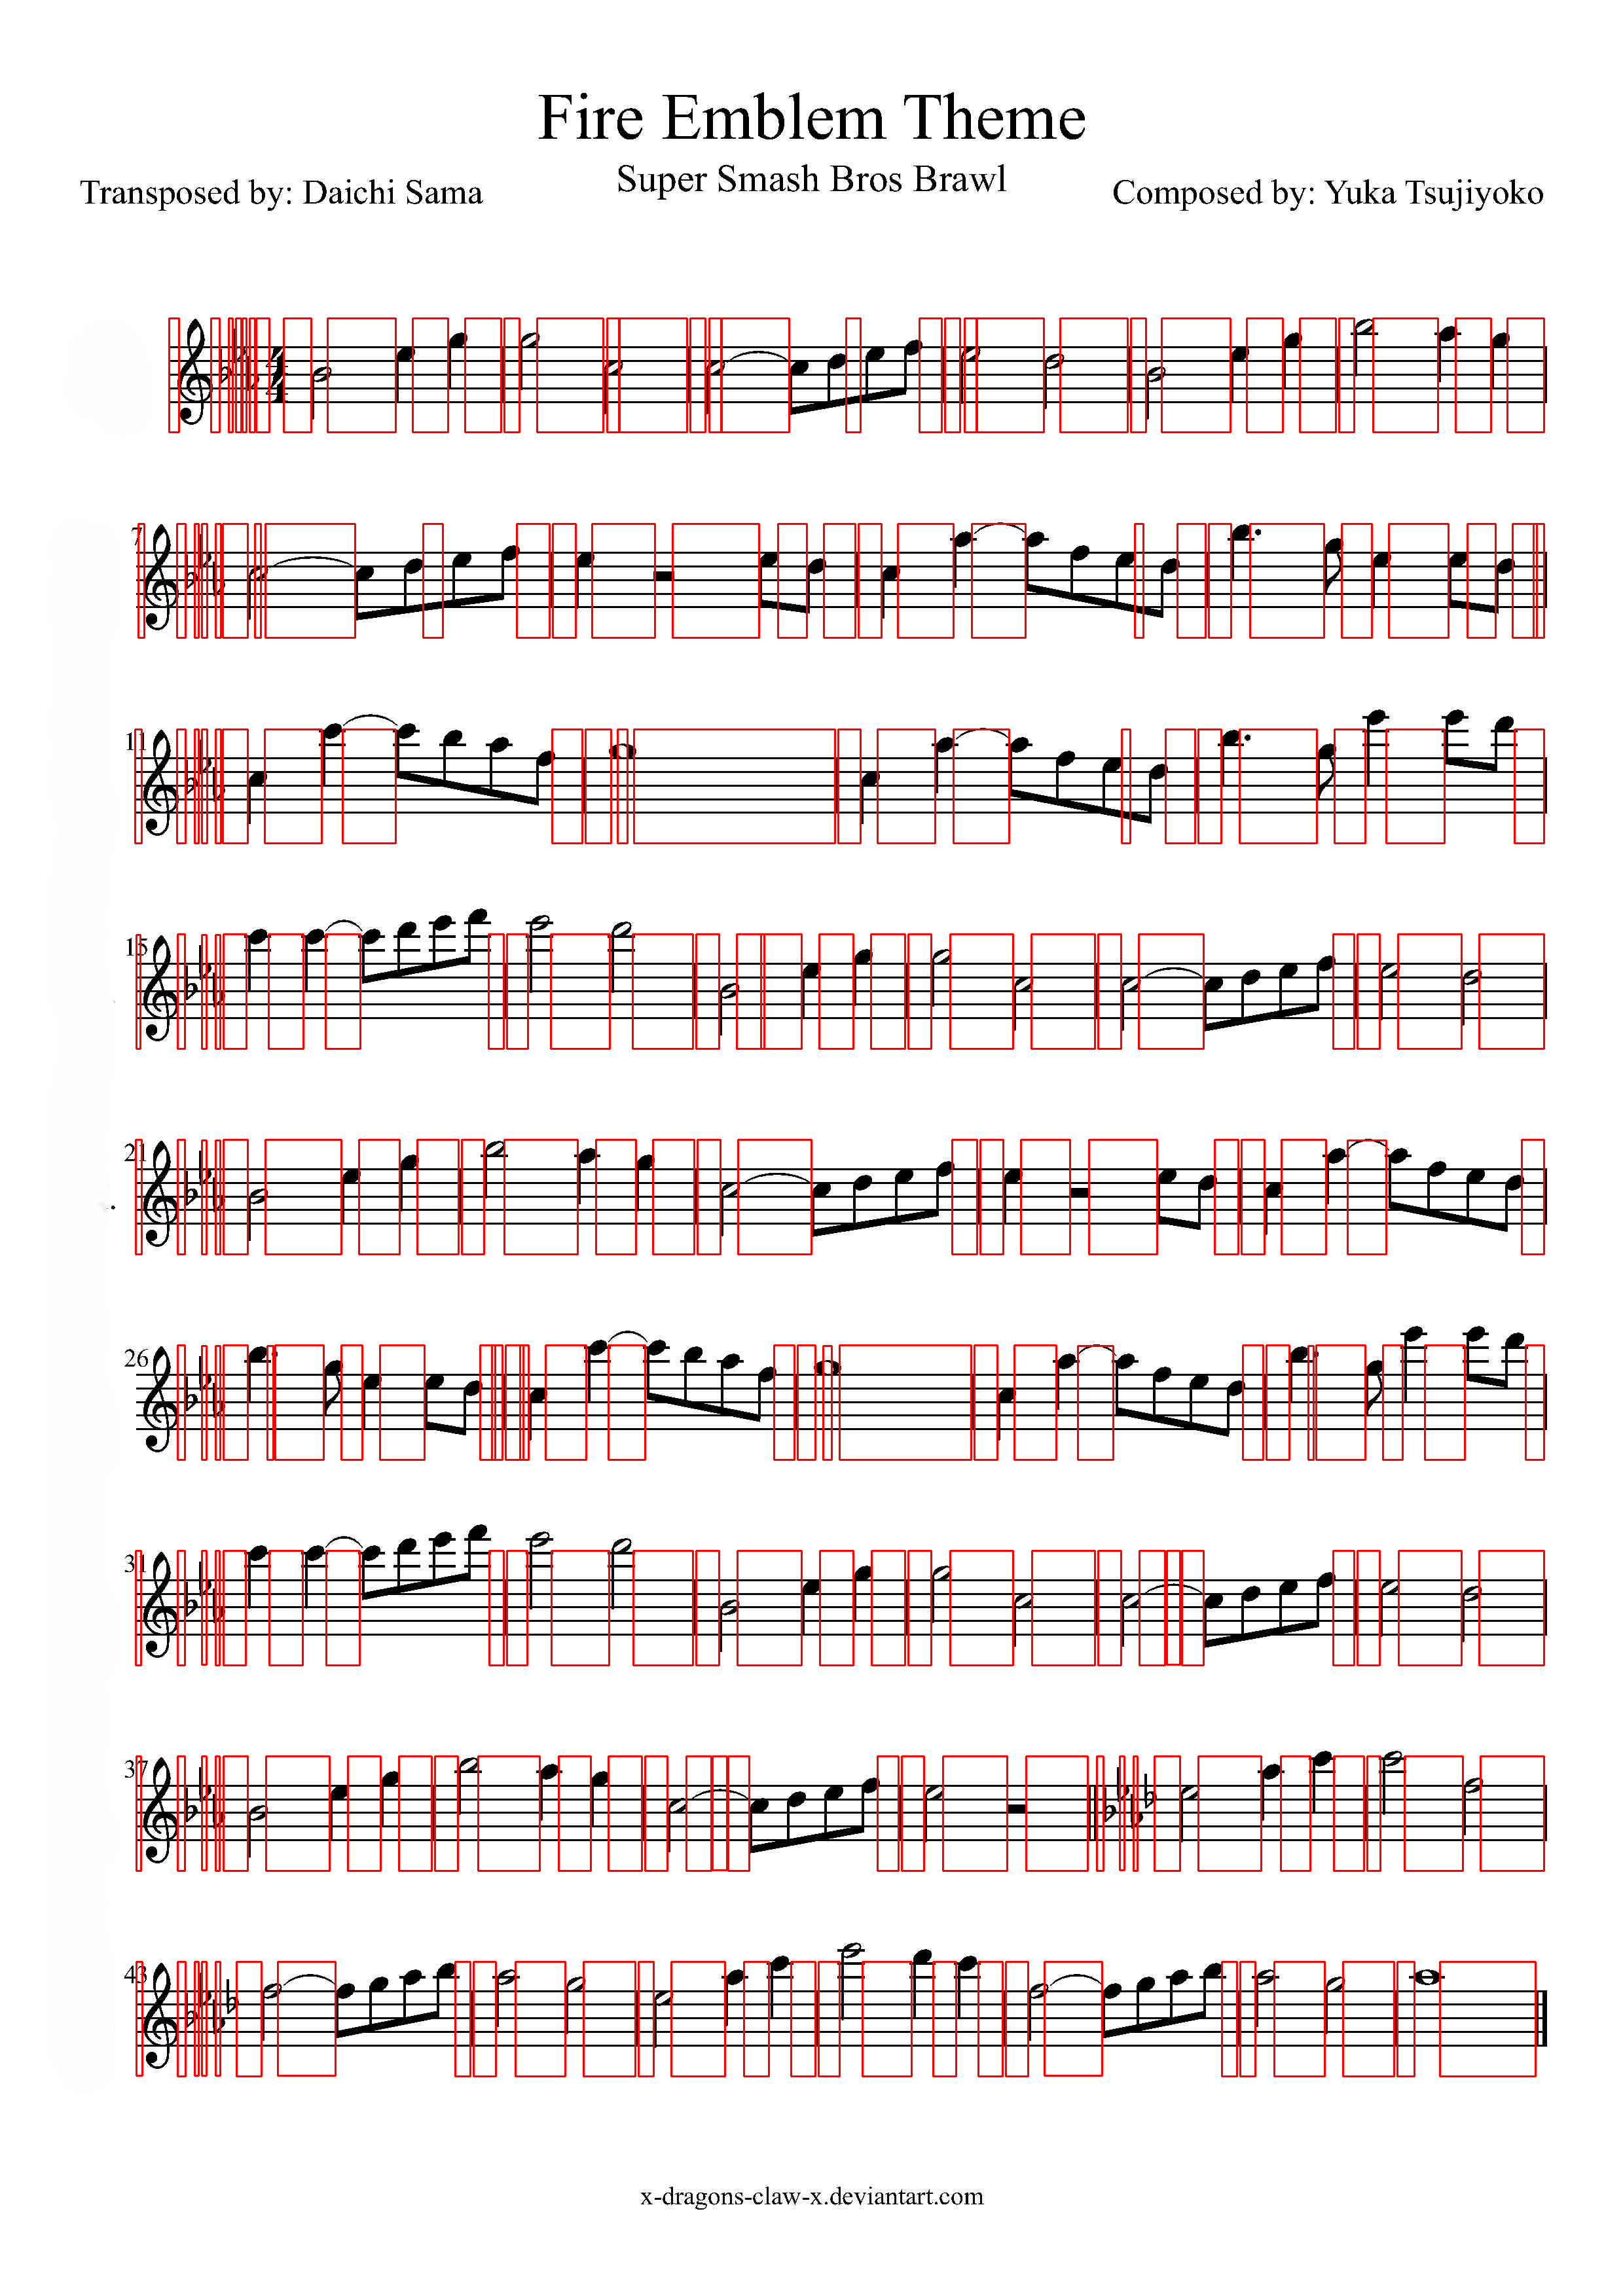 Fire Emblem Theme
Super Smash Bros Brawl
Transposed by: Daichi Sama
Composed by: Yuka Tsujiyoko
7
11
15
21
26
31
37
43
x-dragons-claw-x.deviantart.com